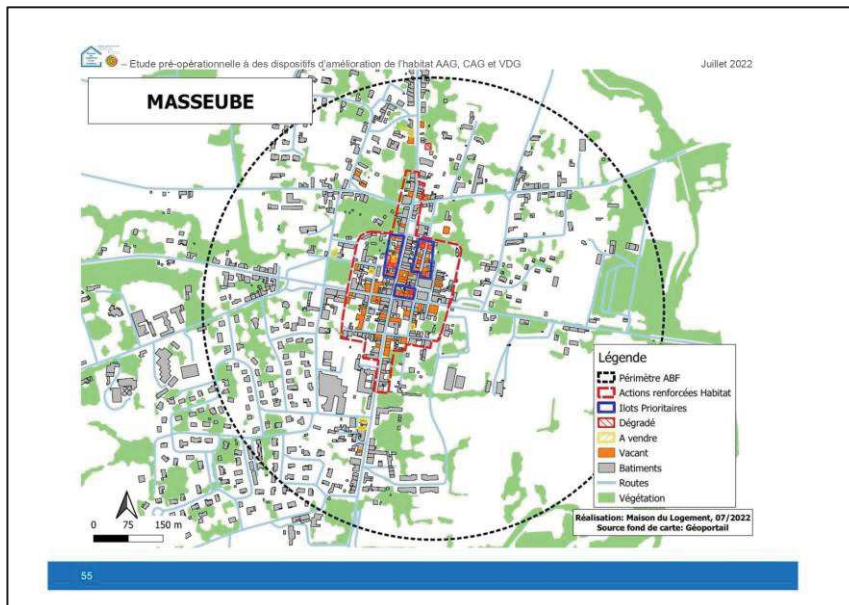 – Etude pré-opérationnelle à des dispositifs d'amélioration de l'habitat AAG, CAG et VDG
Juillet 2022
MASSEUBE
Légende
Périmètre ABF
Actions renforcées Habitat
Ilots Prioritaires
Dégradé
A vendre
Vacant
Batiments
Routes
Végétation
0 75 150 m
Réalisation: Maison du Logement, 07/2022
Source fond de carte: Géoportail
55